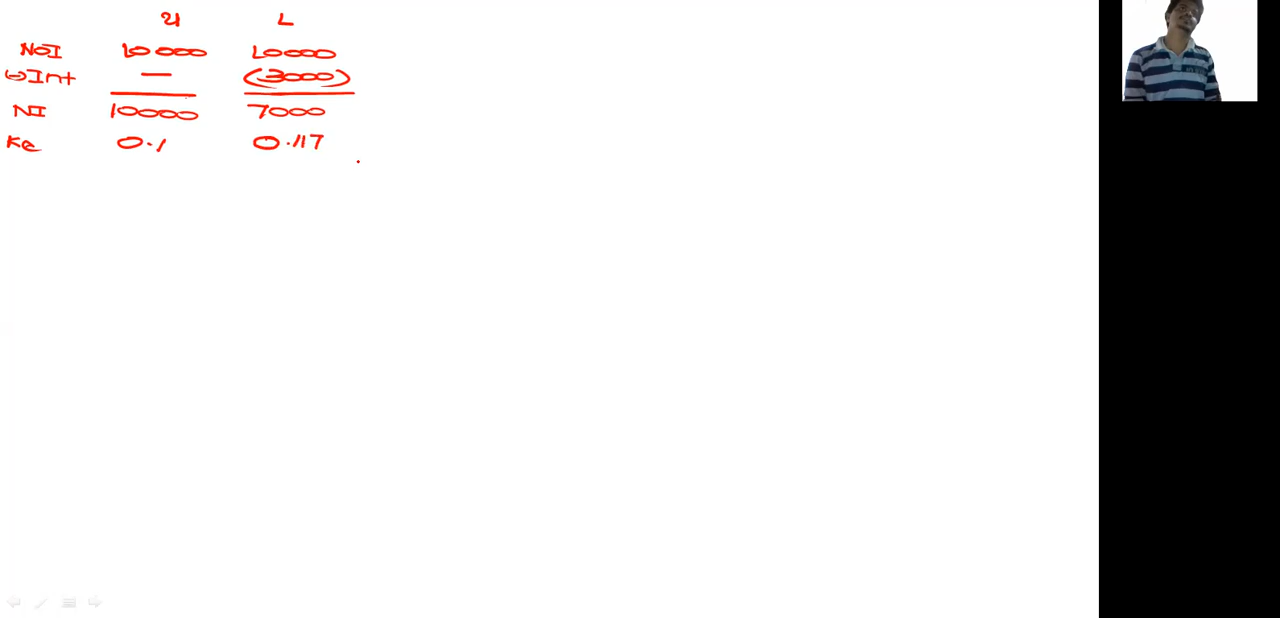 U L
NOI 10000 10000
(-) Int — (3000)
NI 10000 7000
Ke 0.1 0.117